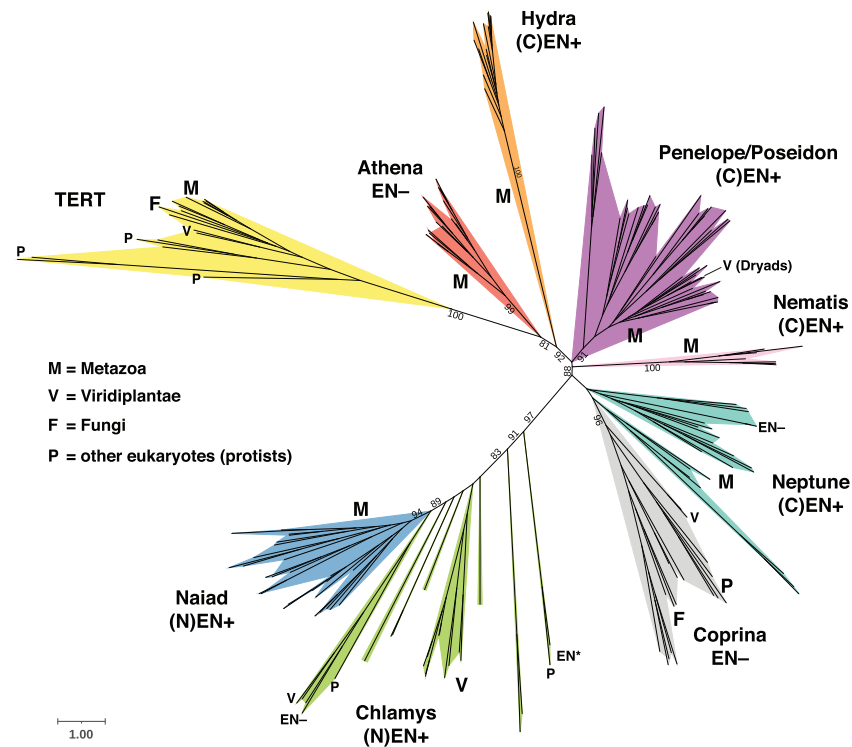 Hydra
(C)EN+
100
M
Penelope/Poseidon
(C)EN+
V (Dryads)
M
Athena
EN–
M
99
TERT
M
F
V
P
P
P
100
81
92
91
88
Nematis
(C)EN+
M
100
M = Metazoa
V = Viridiplantae
F = Fungi
P = other eukaryotes (protists)
EN–
M
Neptune
(C)EN+
96
V
P
F
Coprina
EN–
97
91
83
89
94
M
Naiad
(N)EN+
V
P
EN–
V
Chlamys
(N)EN+
EN*
P
1.00